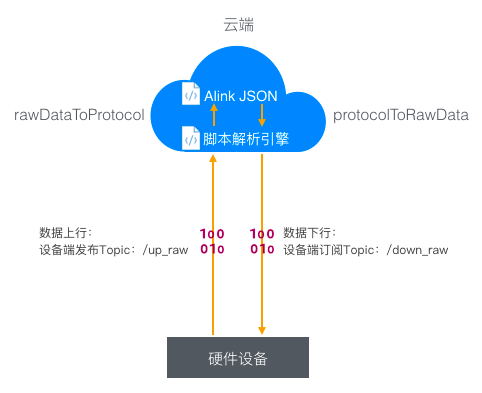 云端
Alink JSON
rawDataToProtocol
protocolToRawData
脚本解析引擎
数据上行：
设备端发布Topic：/up_raw
100
010
100
010
数据下行：
设备端订阅Topic：/down_raw
硬件设备